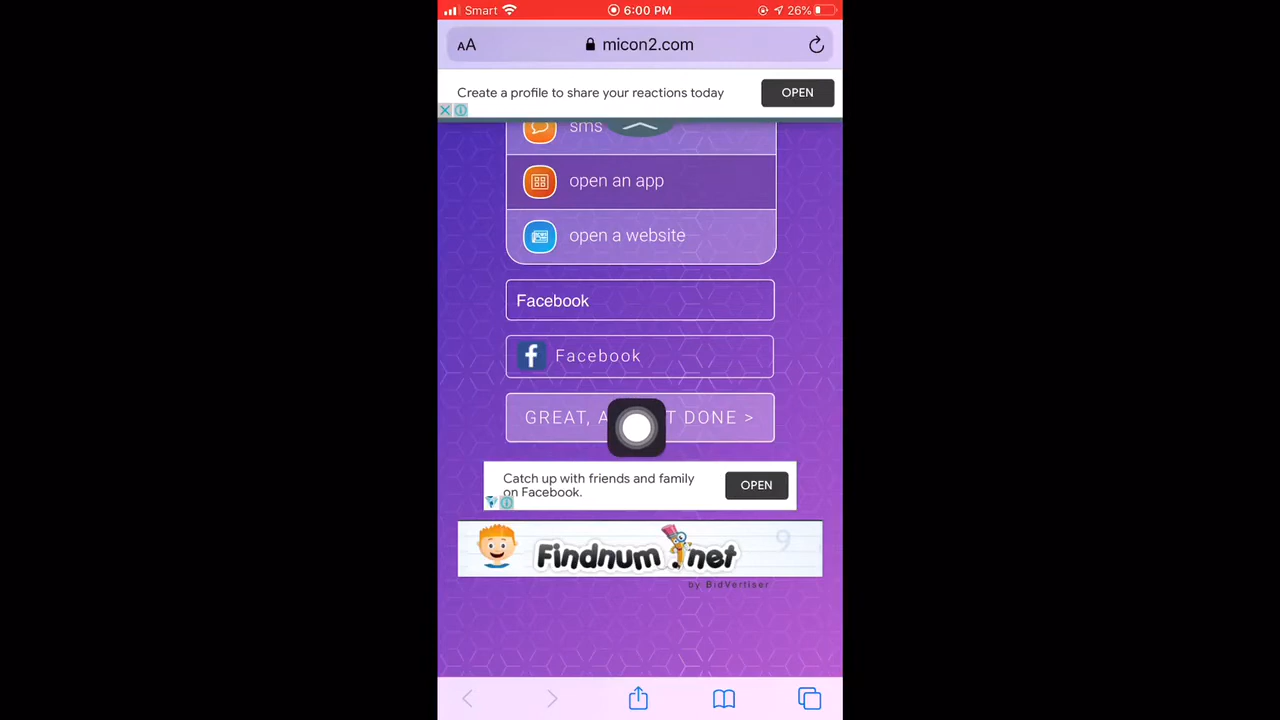 Smart 6:00 PM 26%
AA micon2.com
Create a profile to share your reactions today
OPEN
sms
open an app
open a website
Facebook
Facebook
GREAT, A T DONE >
Catch up with friends and family
on Facebook.
OPEN
Findnum.net
9
by BidVertiser